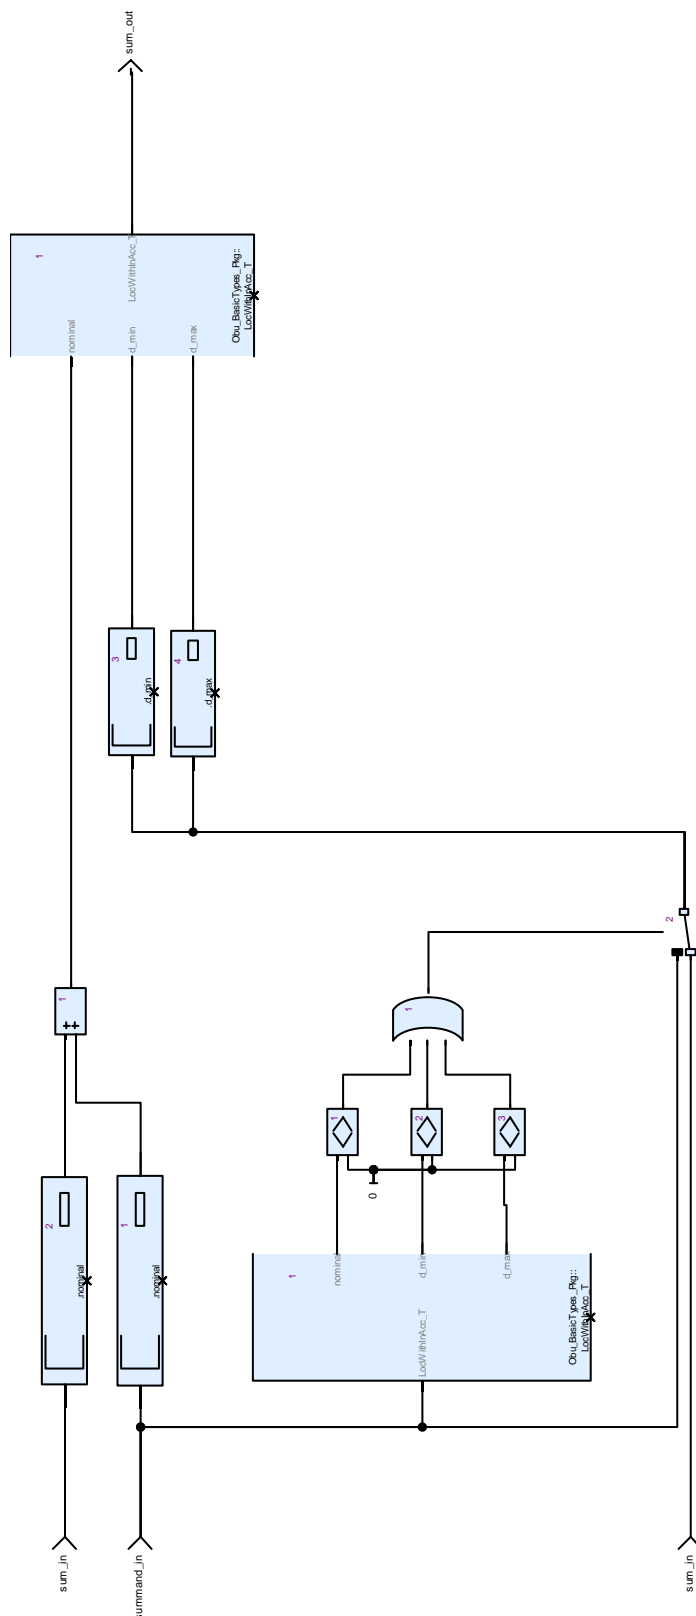 sum_out
1
LocWithInAcc_T
Obu_BasicTypes_Pkg::
LocWithInAcc_T
nominal
d_min
d_max
3
.d_min
4
.d_max
2
1
++
1
1
2
3
0
2
.nominal
1
.nominal
1
nominal
d_min
d_max
LocWithInAcc_T
Obu_BasicTypes_Pkg::
LocWithInAcc_T
sum_in
summand_in
sum_in